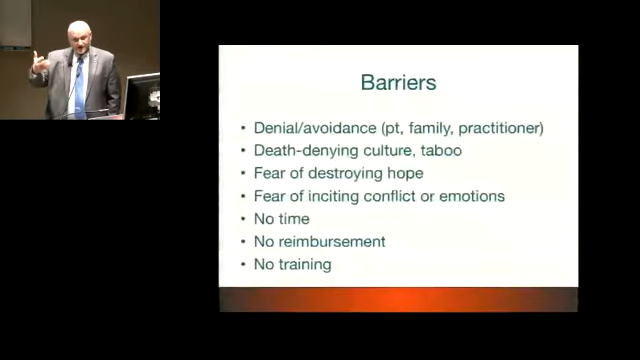 Barriers
• Denial/avoidance (pt, family, practitioner)
• Death-denying culture, taboo
• Fear of destroying hope
• Fear of inciting conflict or emotions
• No time
• No reimbursement
• No training